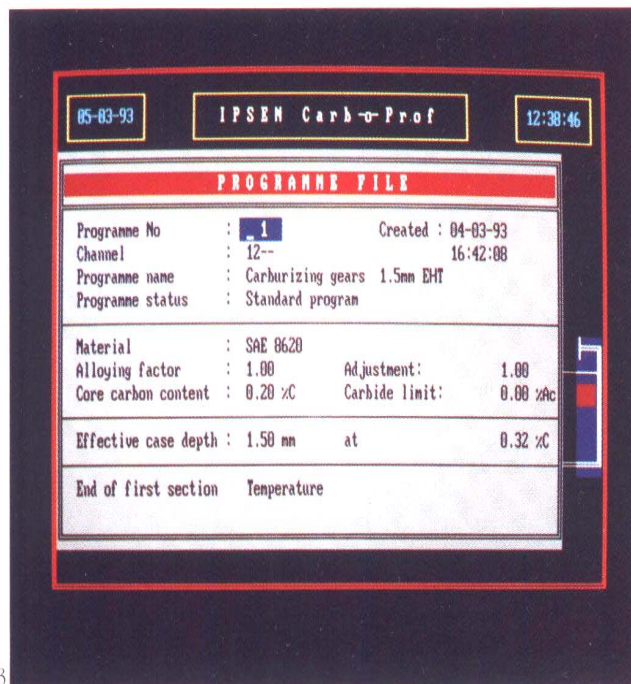 05-03-93 IPSEN Carb-o-Prof 12:38:46
PROGRAMME FILE
Programme No : _1 Created : 04-03-93
Channel : 12-- 16:42:08
Programme name : Carburizing gears 1.5mm EHT
Programme status : Standard program
Material : SAE 8620
Alloying factor : 1.00 Adjustment: 1.00
Core carbon content : 0.20 %C Carbide limit: 0.00 %Ac
Effective case depth : 1.50 mm at 0.32 %C
End of first section Temperature
3